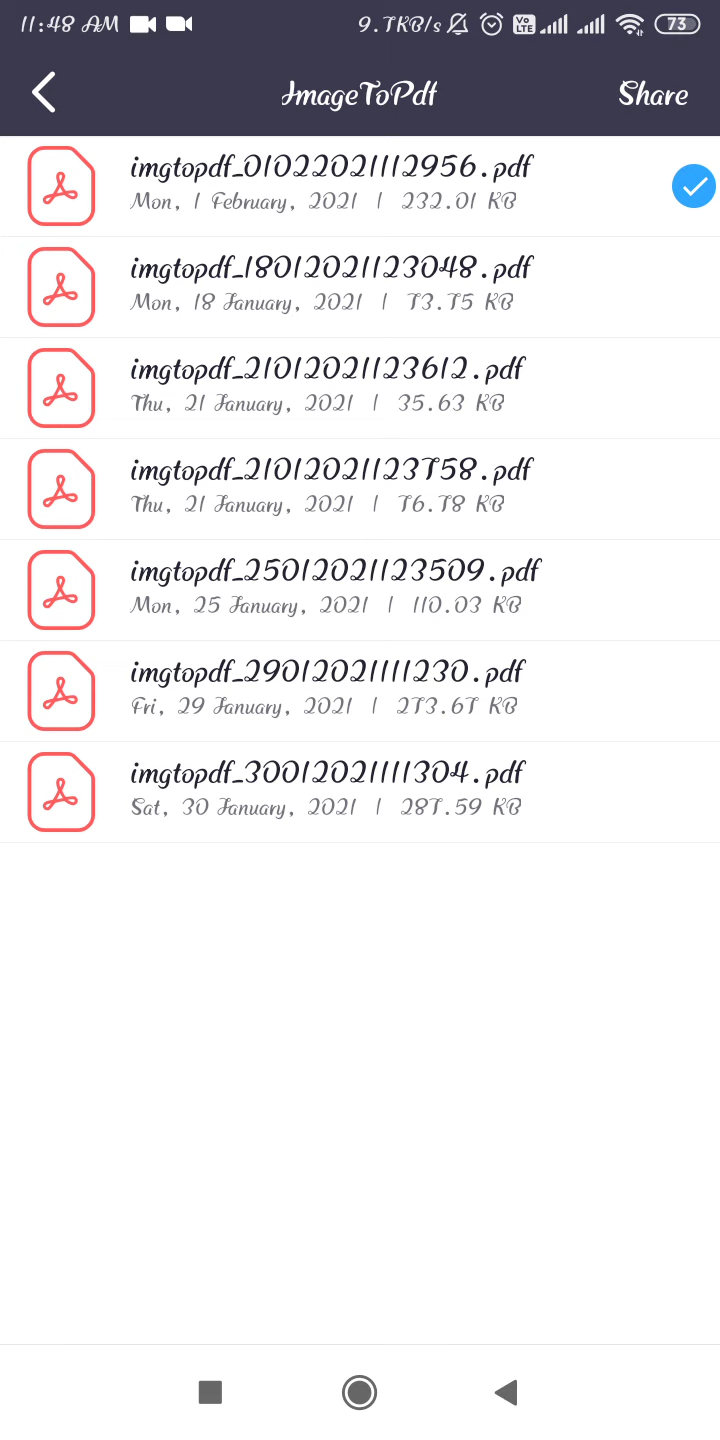 11:48 AM 9.7KB/s Vo LTE 73
ImageToPdf Share
imgtopdf_01022021112956.pdf
Mon, 1 February, 2021 | 232.01 KB
imgtopdf_18012021123048.pdf
Mon, 18 January, 2021 | 73.75 KB
imgtopdf_21012021123612.pdf
Thu, 21 January, 2021 | 35.63 KB
imgtopdf_21012021123758.pdf
Thu, 21 January, 2021 | 76.78 KB
imgtopdf_25012021123509.pdf
Mon, 25 January, 2021 | 110.03 KB
imgtopdf_29012021111230.pdf
Fri, 29 January, 2021 | 273.67 KB
imgtopdf_30012021111304.pdf
Sat, 30 January, 2021 | 287.59 KB